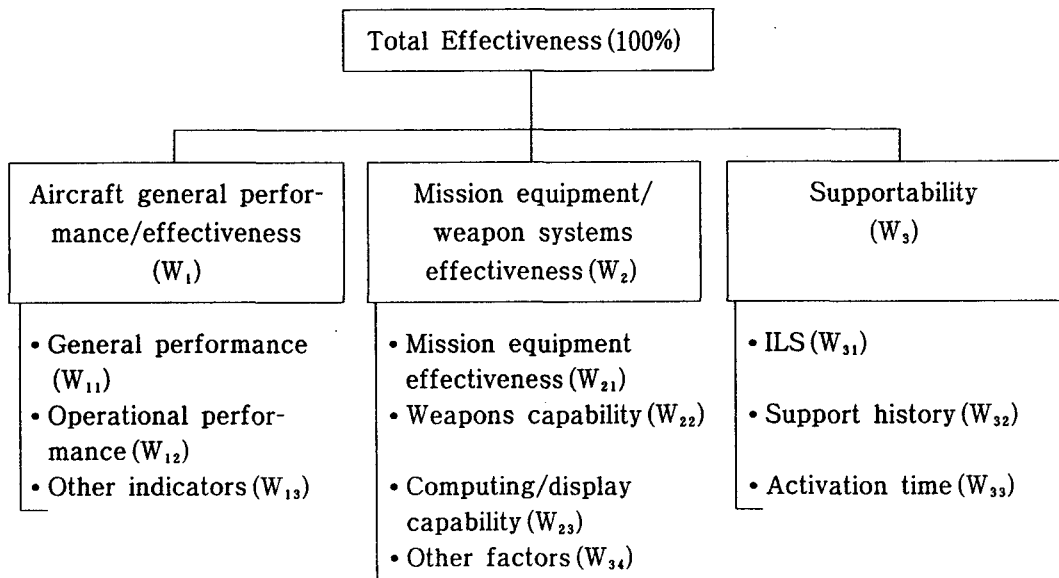 Total Effectiveness (100%)
Aircraft general perfor-
mance/effectiveness
(W₁)
Mission equipment/
weapon systems
effectiveness (W₂)
Supportability
(W₃)
• General performance
(W₁₁)
• Operational perfor-
mance (W₁₂)
• Other indicators (W₁₃)
• Mission equipment
effectiveness (W₂₁)
• Weapons capability (W₂₂)
• Computing/display
capability (W₂₃)
• Other factors (W₃₄)
• ILS (W₃₁)
• Support history (W₃₂)
• Activation time (W₃₃)